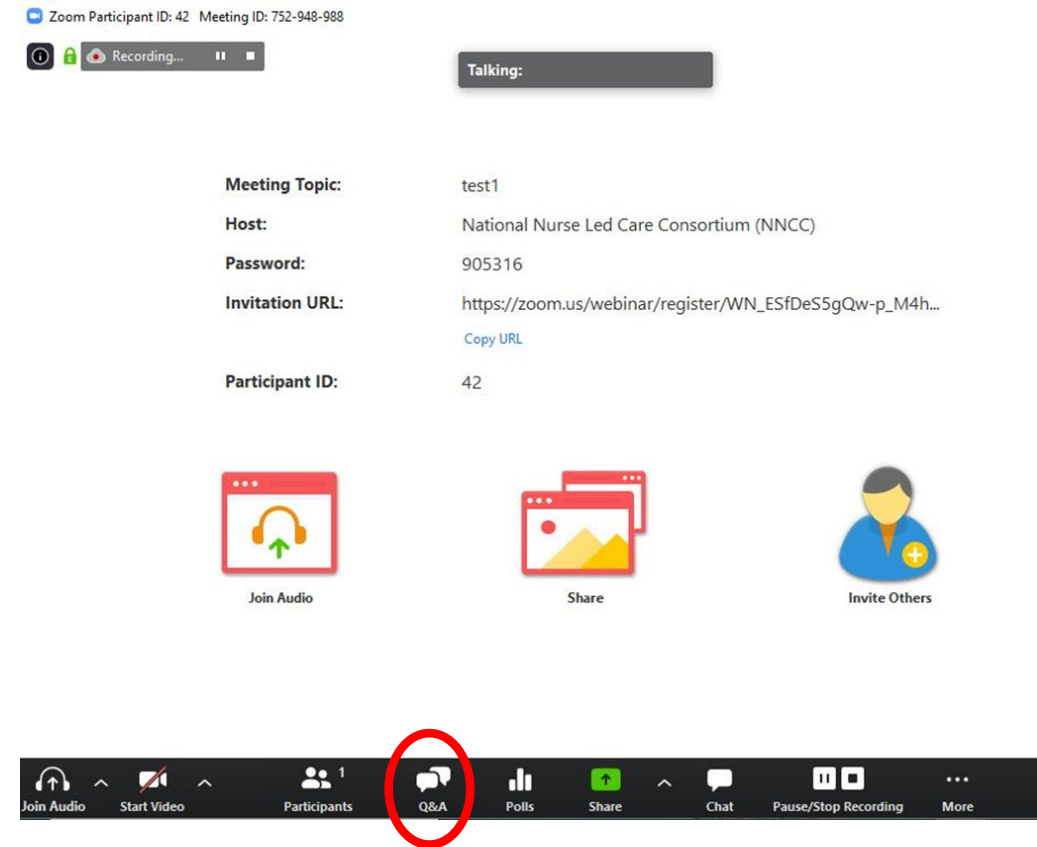 Zoom Participant ID: 42 Meeting ID: 752-948-988
Recording...
Talking:
Meeting Topic: test1
Host: National Nurse Led Care Consortium (NNCC)
Password: 905316
Invitation URL: https://zoom.us/webinar/register/WN_ESfDeS5gQw-p_M4h...
Copy URL
Participant ID: 42
Join Audio Share Invite Others
1
Join Audio Start Video Participants Q&A Polls Share Chat Pause/Stop Recording More